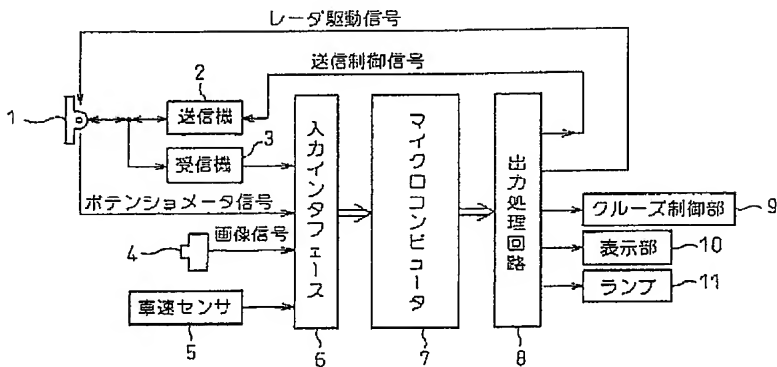 レーダ駆動信号
送信制御信号
1
2
送信機
3
受信機
ポテンショメータ信号
4
画像信号
車速センサ
5
入力インタフェース
6
マイクロコンピュータ
7
出力処理回路
8
クルーズ制御部
9
表示部
10
ランプ
11